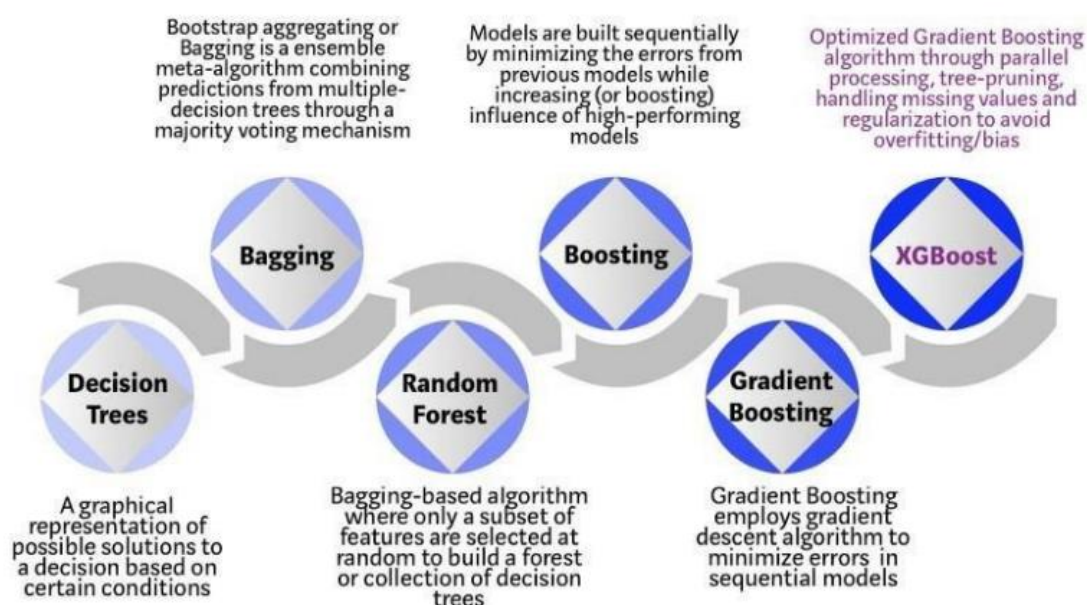 Bootstrap aggregating or
Bagging is a ensemble
meta-algorithm combining
predictions from multiple-
decision trees through a
majority voting mechanism
Models are built sequentially
by minimizing the errors from
previous models while
increasing (or boosting)
influence of high-performing
models
Optimized Gradient Boosting
algorithm through parallel
processing, tree-pruning,
handling missing values and
regularization to avoid
overfitting/bias
Bagging
Boosting
XGBoost
Decision
Trees
Random
Forest
Gradient
Boosting
A graphical
representation of
possible solutions to
a decision based on
certain conditions
Bagging-based algorithm
where only a subset of
features are selected at
random to build a forest
or collection of decision
trees
Gradient Boosting
employs gradient
descent algorithm to
minimize errors in
sequential models